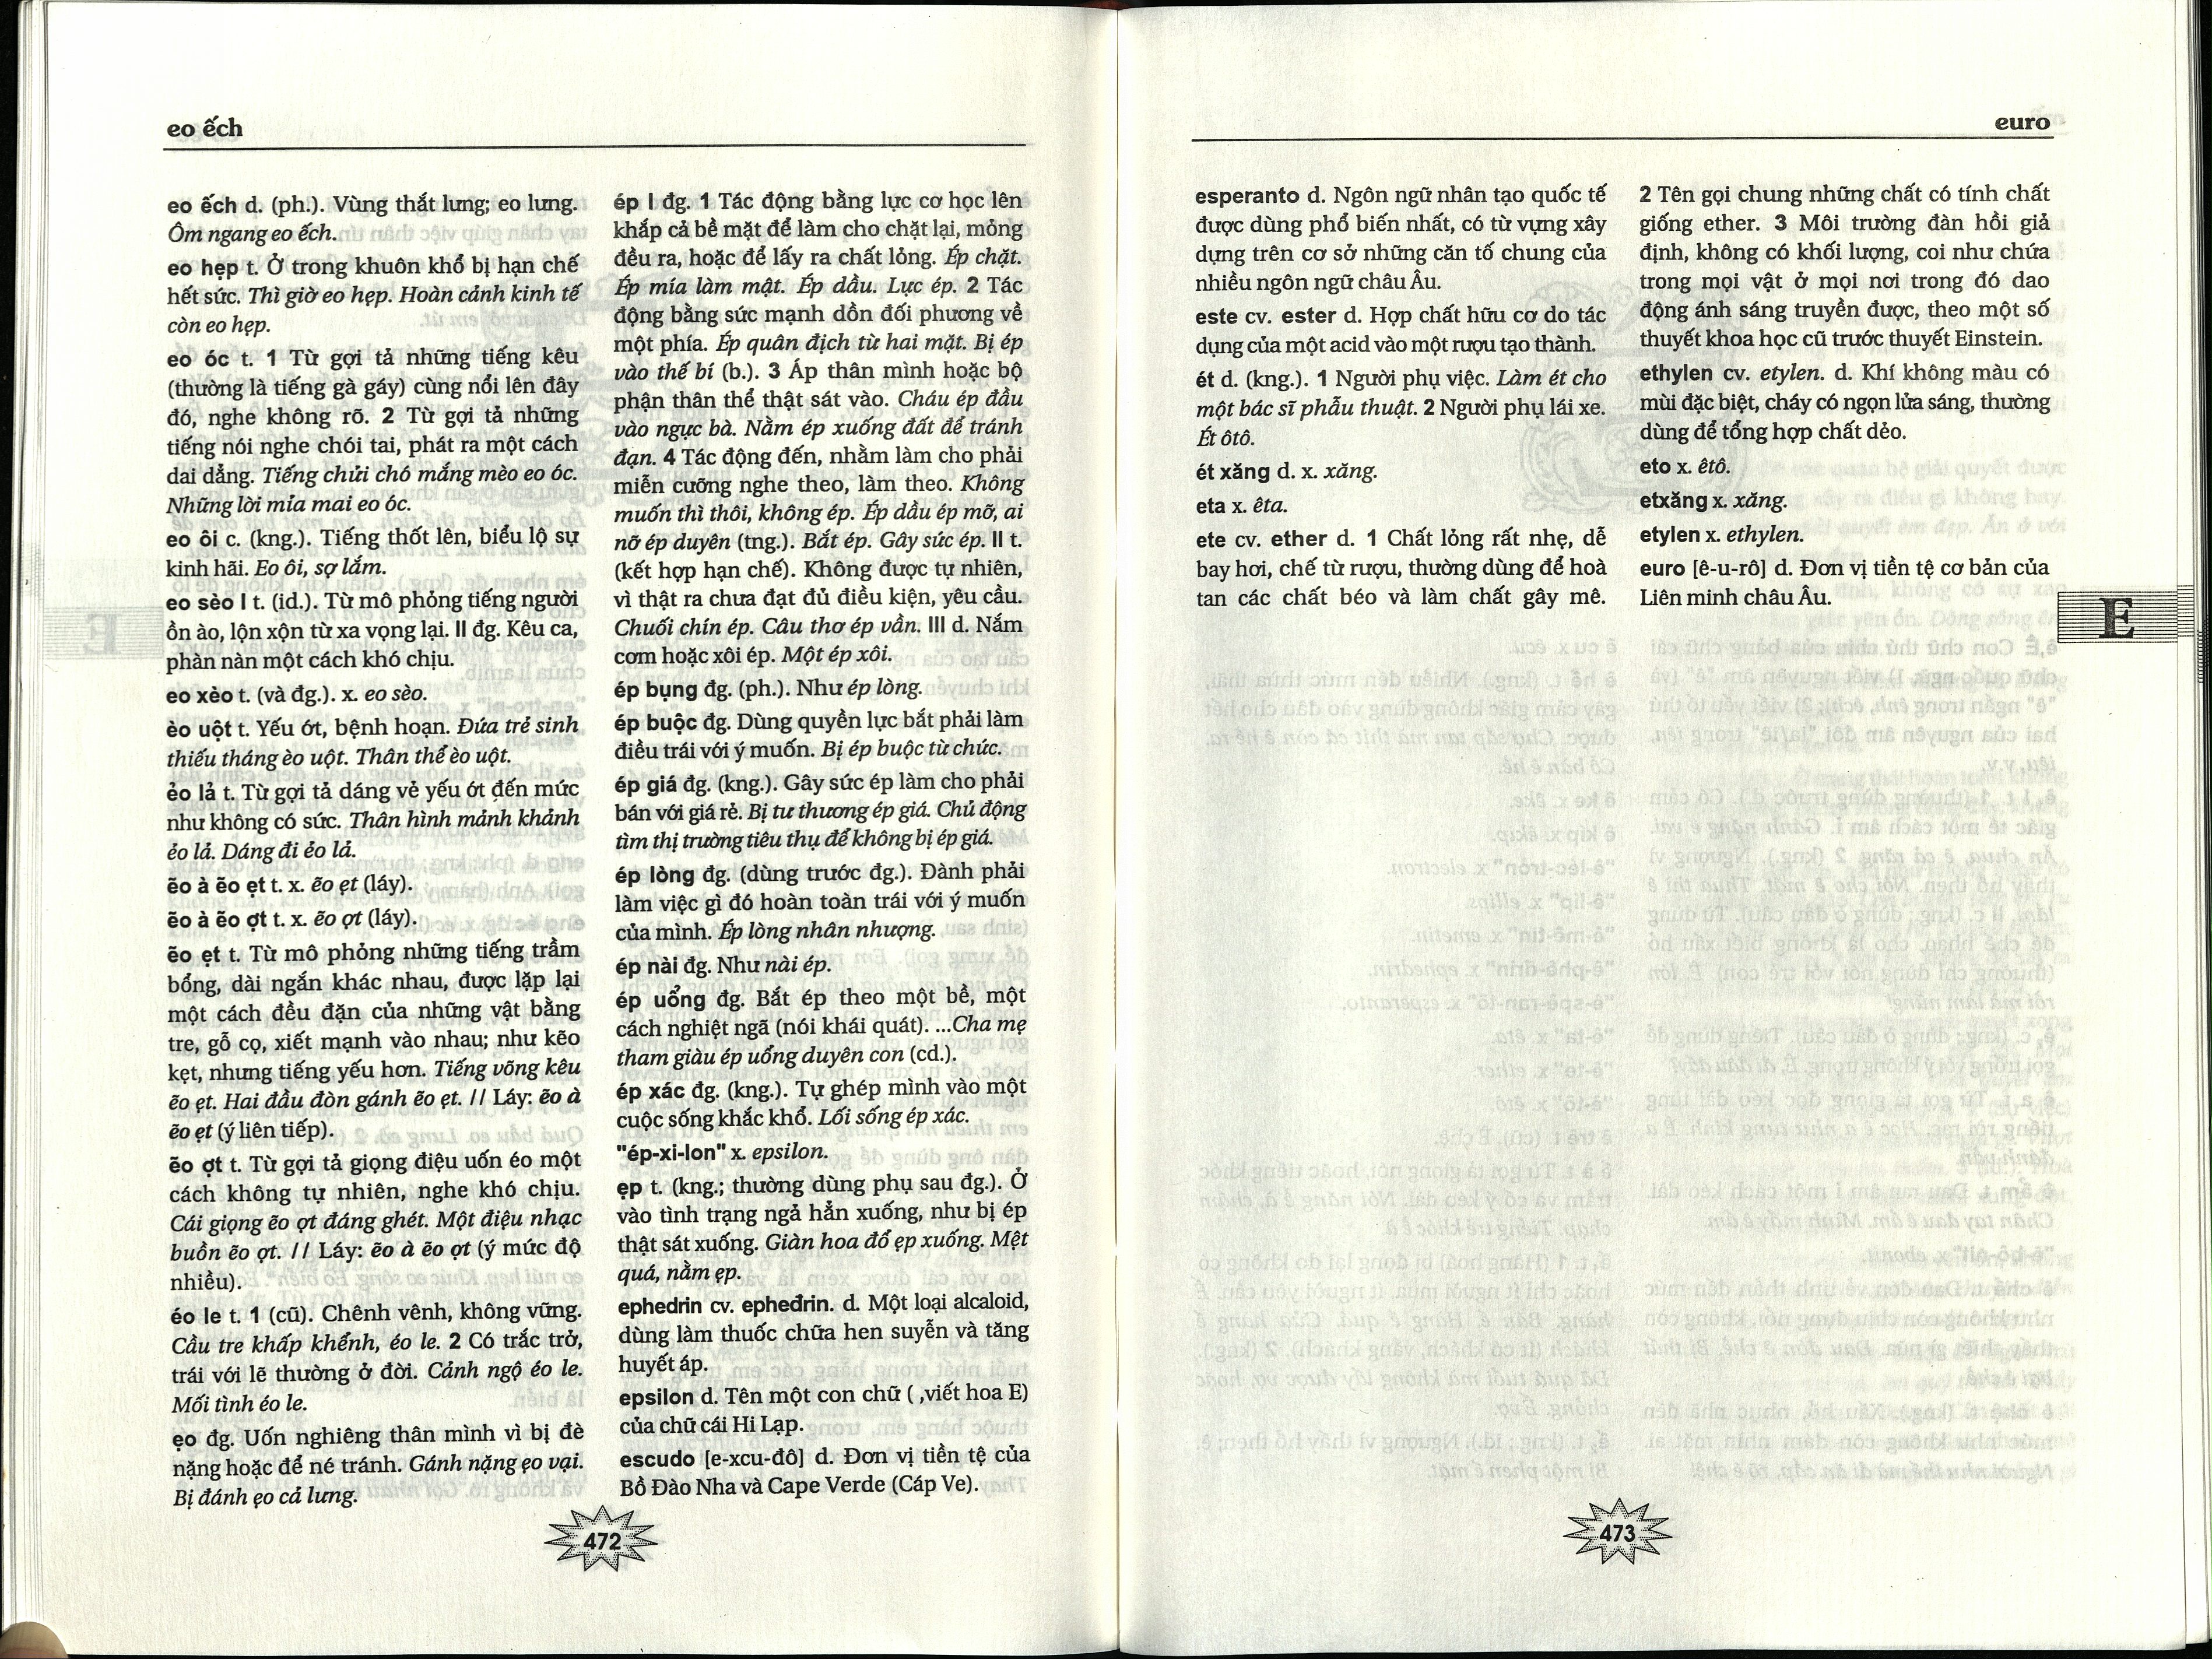 eo ếch
eo ếch d. (ph.). Vùng thắt lưng; eo lưng.
Ôm ngang eo ếch.
eo hẹp t. Ở trong khuôn khổ bị hạn chế
hết sức. Thì giờ eo hẹp. Hoàn cảnh kinh tế
còn eo hẹp.
eo óc t. 1 Từ gợi tả những tiếng kêu
(thường là tiếng gà gáy) cùng nổi lên đây
đó, nghe không rõ. 2 Từ gợi tả những
tiếng nói nghe chói tai, phát ra một cách
dai dẳng. Tiếng chửi chó mắng mèo eo óc.
Những lời mỉa mai eo óc.
eo ôi c. (kng.). Tiếng thốt lên, biểu lộ sự
kinh hãi. Eo ôi, sợ lắm.
eo sèo I t. (id.). Từ mô phỏng tiếng người
ồn ào, lộn xộn từ xa vọng lại. II đg. Kêu ca,
phàn nàn một cách khó chịu.
eo xèo t. (và đg.). x. eo sèo.
èo uột t. Yếu ớt, bệnh hoạn. Đứa trẻ sinh
thiếu tháng èo uột. Thân thể èo uột.
ẻo lả t. Từ gợi tả dáng vẻ yếu ớt đến mức
như không có sức. Thân hình mảnh khảnh
ẻo lả. Dáng đi ẻo lả.
ẽo à ẽo ẹt t. x. ẽo ẹt (láy).
ẽo à ẽo ợt t. x. ẽo ợt (láy).
ẽo ẹt t. Từ mô phỏng những tiếng trầm
bổng, dài ngắn khác nhau, được lặp lại
một cách đều đặn của những vật bằng
tre, gỗ cọ, xiết mạnh vào nhau; như kẽo
kẹt, nhưng tiếng yếu hơn. Tiếng võng kêu
ẽo ẹt. Hai đầu đòn gánh ẽo ẹt. // Láy: ẽo à
ẽo ẹt (ý liên tiếp).
ẽo ợt t. Từ gợi tả giọng điệu uốn éo một
cách không tự nhiên, nghe khó chịu.
Cái giọng ẽo ợt đáng ghét. Một điệu nhạc
buồn ẽo ợt. // Láy: ẽo à ẽo ợt (ý mức độ
nhiều).
éo le t. 1 (cũ). Chênh vênh, không vững.
Cầu tre khấp khểnh, éo le. 2 Có trắc trở,
trái với lẽ thường ở đời. Cảnh ngộ éo le.
Mối tình éo le.
ẹo đg. Uốn nghiêng thân mình vì bị đè
nặng hoặc để né tránh. Gánh nặng ẹo vại.
Bị đánh ẹo cả lưng.
ép I đg. 1 Tác động bằng lực cơ học lên
khắp cả bề mặt để làm cho chặt lại, mỏng
đều ra, hoặc để lấy ra chất lỏng. Ép chặt.
Ép mía làm mật. Ép dầu. Lực ép. 2 Tác
động bằng sức mạnh dồn đối phương về
một phía. Ép quân địch từ hai mặt. Bị ép
vào thế bí (b.). 3 Áp thân mình hoặc bộ
phận thân thể thật sát vào. Cháu ép đầu
vào ngực bà. Nằm ép xuống đất để tránh
đạn. 4 Tác động đến, nhằm làm cho phải
miễn cưỡng nghe theo, làm theo. Không
muốn thì thôi, không ép. Ép dầu ép mỡ, ai
nỡ ép duyên (tng.). Bắt ép. Gây sức ép. II t.
(kết hợp hạn chế). Không được tự nhiên,
vì thật ra chưa đạt đủ điều kiện, yêu cầu.
Chuối chín ép. Câu thơ ép vần. III d. Nắm
cơm hoặc xôi ép. Một ép xôi.
ép bụng đg. (ph.). Như ép lòng.
ép buộc đg. Dùng quyền lực bắt phải làm
điều trái với ý muốn. Bị ép buộc từ chức.
ép giá đg. (kng.). Gây sức ép làm cho phải
bán với giá rẻ. Bị tư thương ép giá. Chủ động
tìm thị trường tiêu thụ để không bị ép giá.
ép lòng đg. (dùng trước đg.). Đành phải
làm việc gì đó hoàn toàn trái với ý muốn
của mình. Ép lòng nhân nhượng.
ép nài đg. Như nài ép.
ép uổng đg. Bắt ép theo một bề, một
cách nghiệt ngã (nói khái quát). ...Cha mẹ
tham giàu ép uổng duyên con (cd.).
ép xác đg. (kng.). Tự ghép mình vào một
cuộc sống khắc khổ. Lối sống ép xác.
"ép-xi-lon" x. epsilon.
ẹp t. (kng.; thường dùng phụ sau đg.). Ở
vào tình trạng ngả hẳn xuống, như bị ép
thật sát xuống. Giàn hoa đổ ẹp xuống. Mệt
quá, nằm ẹp.
ephedrin cv. epheđrin. d. Một loại alcaloid,
dùng làm thuốc chữa hen suyễn và tăng
huyết áp.
epsilon d. Tên một con chữ ( ,viết hoa E)
của chữ cái Hi Lạp.
escudo [e-xcu-đô] d. Đơn vị tiền tệ của
Bồ Đào Nha và Cape Verde (Cáp Ve).
472
euro
esperanto d. Ngôn ngữ nhân tạo quốc tế
được dùng phổ biến nhất, có từ vựng xây
dựng trên cơ sở những căn tố chung của
nhiều ngôn ngữ châu Âu.
este cv. ester d. Hợp chất hữu cơ do tác
dụng của một acid vào một rượu tạo thành.
ét d. (kng.). 1 Người phụ việc. Làm ét cho
một bác sĩ phẫu thuật. 2 Người phụ lái xe.
Ét ôtô.
ét xăng d. x. xăng.
eta x. êta.
ete cv. ether d. 1 Chất lỏng rất nhẹ, dễ
bay hơi, chế từ rượu, thường dùng để hoà
tan các chất béo và làm chất gây mê.
2 Tên gọi chung những chất có tính chất
giống ether. 3 Môi trường đàn hồi giả
định, không có khối lượng, coi như chứa
trong mọi vật ở mọi nơi trong đó dao
động ánh sáng truyền được, theo một số
thuyết khoa học cũ trước thuyết Einstein.
ethylen cv. etylen. d. Khí không màu có
mùi đặc biệt, cháy có ngọn lửa sáng, thường
dùng để tổng hợp chất dẻo.
eto x. êtô.
etxăng x. xăng.
etylen x. ethylen.
euro [ê-u-rô] d. Đơn vị tiền tệ cơ bản của
Liên minh châu Âu.
E
473